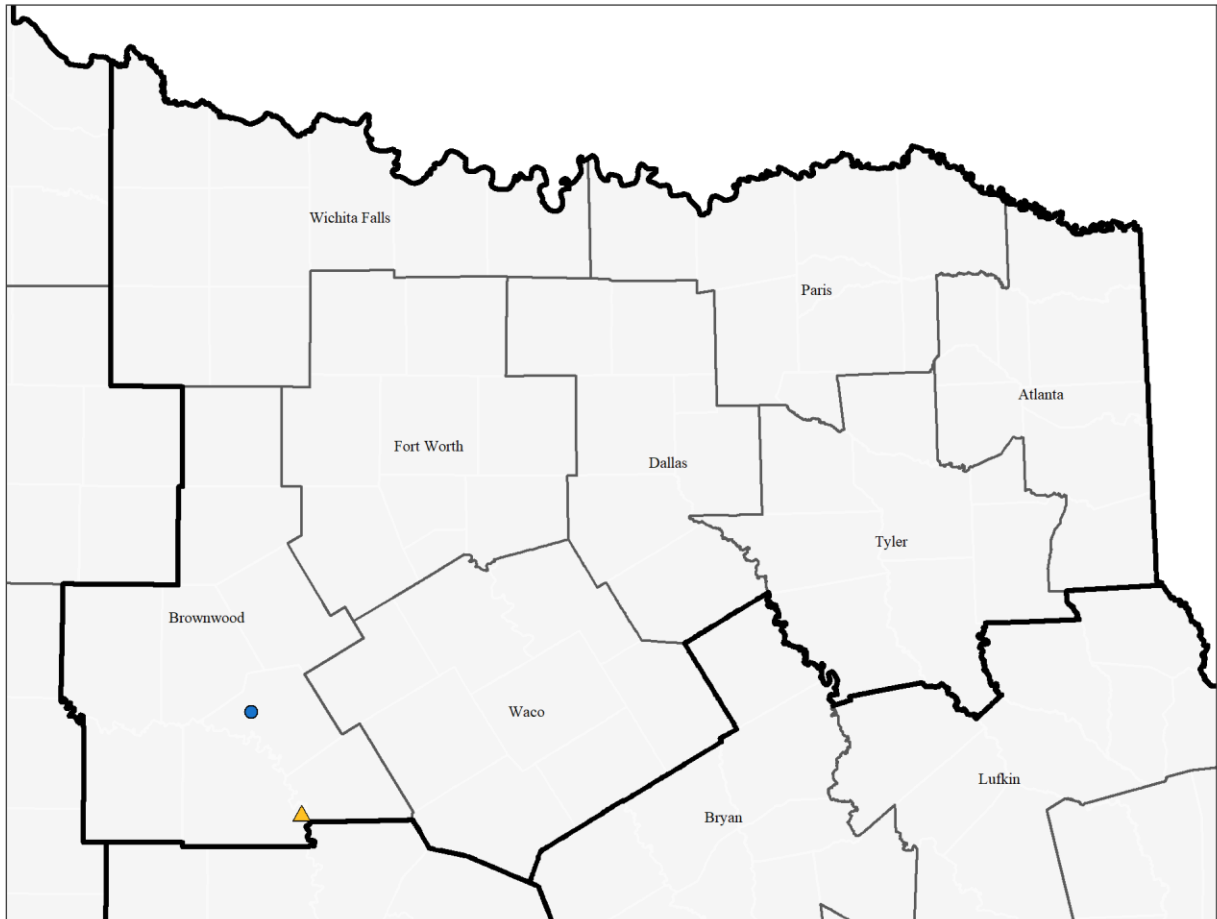 Wichita Falls
Paris
Atlanta
Fort Worth
Dallas
Tyler
Brownwood
Waco
Lufkin
Bryan